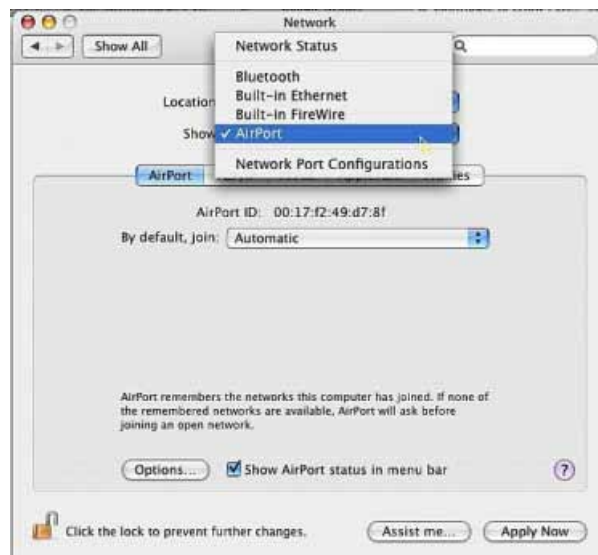 Network
Show All
Network Status
Bluetooth
Location
Built-in Ethernet
Built-in FireWire
Show
✓ AirPort
Network Port Configurations
AirPort
AirPort ID: 00:17:f2:49:d7:8f
By default, join: Automatic
AirPort remembers the networks this computer has joined. If none of
the remembered networks are available, AirPort will ask before
joining an open network.
Options... Show AirPort status in menu bar ?
Click the lock to prevent further changes. Assist me... Apply Now